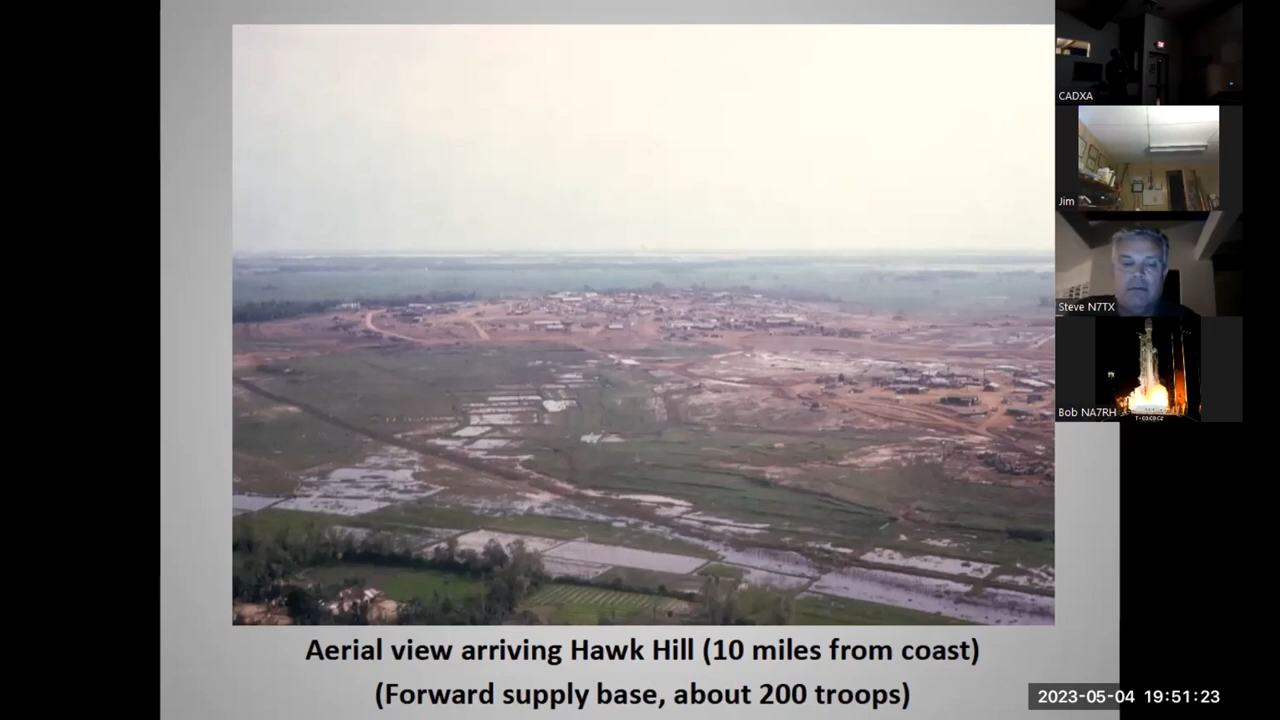 CADXA
Jim
Steve N7TX
Bob NA7RH
Aerial view arriving Hawk Hill (10 miles from coast)
(Forward supply base, about 200 troops)
2023-05-04 19:51:23